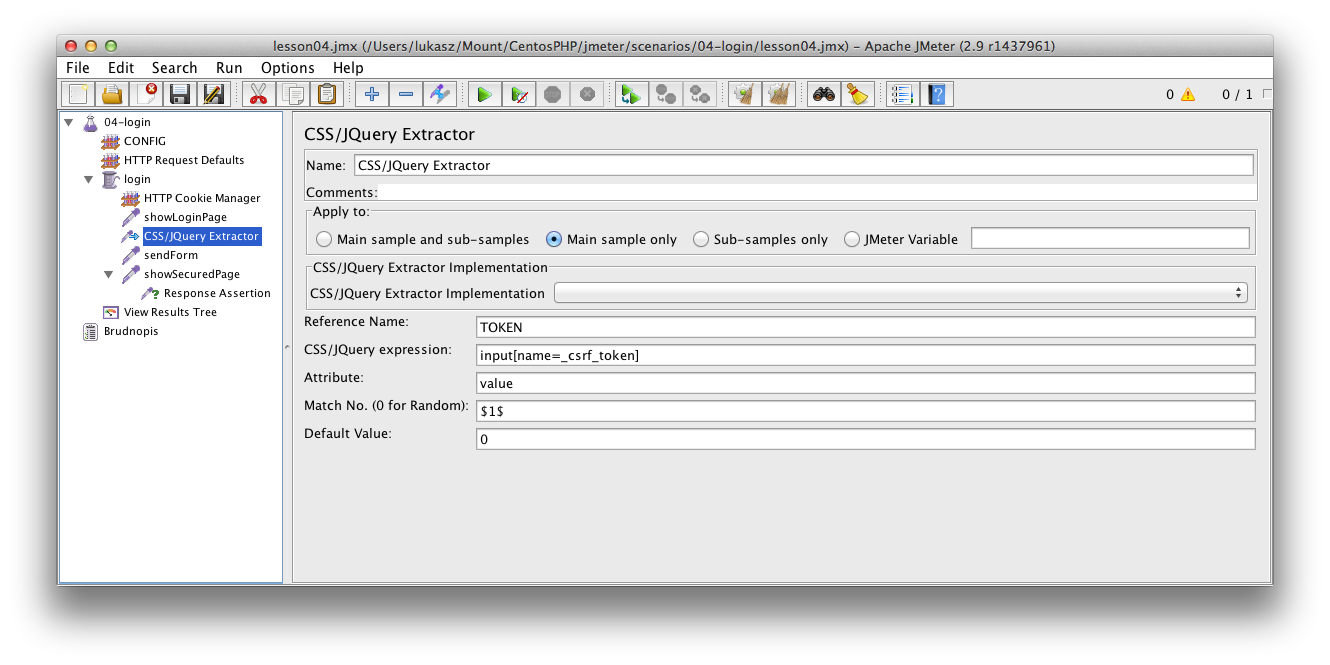 lesson04.jmx (/Users/lukasz/Mount/CentosPHP/jmeter/scenarios/04-login/lesson04.jmx) – Apache JMeter (2.9 r1437961)
File Edit Search Run Options Help
0 0 / 1
04-login
CONFIG
HTTP Request Defaults
login
HTTP Cookie Manager
showLoginPage
CSS/JQuery Extractor
sendForm
showSecuredPage
Response Assertion
View Results Tree
Brudnopis
CSS/JQuery Extractor
Name: CSS/JQuery Extractor
Comments:
Apply to:
Main sample and sub-samples Main sample only Sub-samples only JMeter Variable
CSS/JQuery Extractor Implementation
CSS/JQuery Extractor Implementation
Reference Name: TOKEN
CSS/JQuery expression: input[name=_csrf_token]
Attribute: value
Match No. (0 for Random): $1$
Default Value: 0